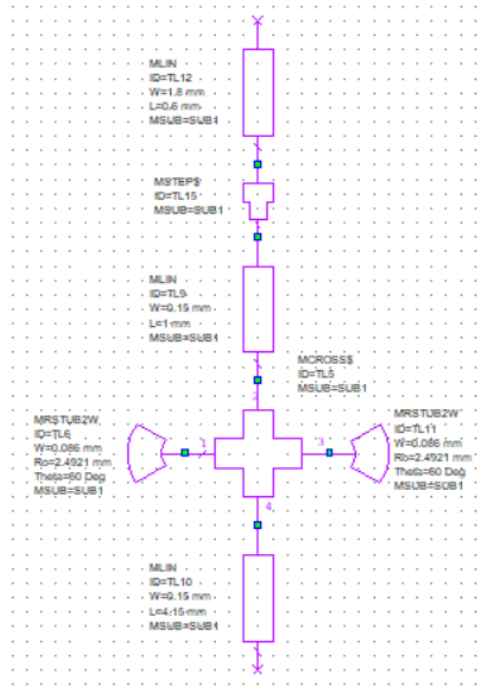 MLIN
ID=TL12
W=1.8 mm
L=0.6 mm
MSUB=SUB1
MSTEP$
ID=TL15
MSUB=SUB1
MLIN
ID=TL9
W=0.15 mm
L=1 mm
MSUB=SUB1
MCROSS$
ID=TL5
MSUB=SUB1
2
MRSTUB2W
ID=TL6
W=0.086 mm
Ro=2.4921 mm
Theta=60 Deg
MSUB=SUB1
1
3
MRSTUB2W
ID=TL11
W=0.086 mm
Ro=2.4921 mm
Theta=60 Deg
MSUB=SUB1
4
MLIN
ID=TL10
W=0.15 mm
L=4.15 mm
MSUB=SUB1